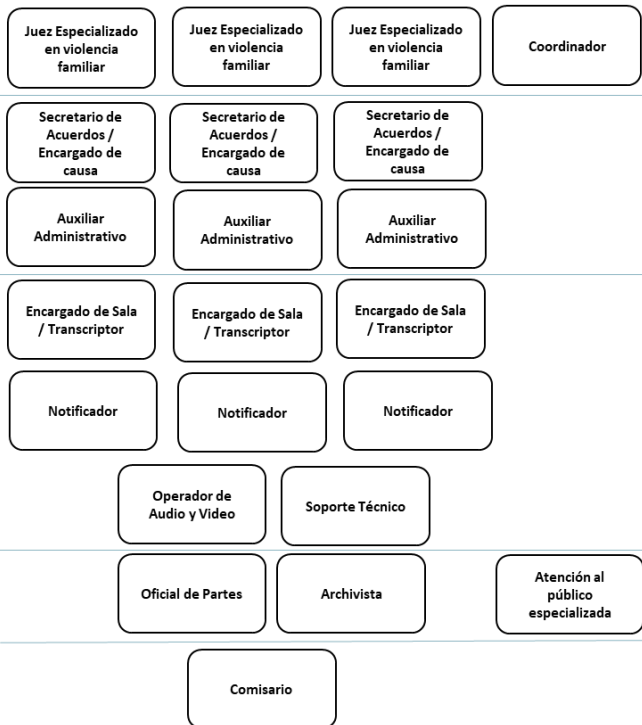 Juez Especializado
en violencia
familiar
Juez Especializado
en violencia
familiar
Juez Especializado
en violencia
familiar
Coordinador
Secretario de
Acuerdos /
Encargado de
causa
Secretario de
Acuerdos /
Encargado de
causa
Secretario de
Acuerdos /
Encargado de
causa
Auxiliar
Administrativo
Auxiliar
Administrativo
Auxiliar
Administrativo
Encargado de Sala
/ Transcriptor
Encargado de Sala
/ Transcriptor
Encargado de Sala
/ Transcriptor
Notificador
Notificador
Notificador
Operador de
Audio y Video
Soporte Técnico
Oficial de Partes
Archivista
Atención al
público
especializada
Comisario